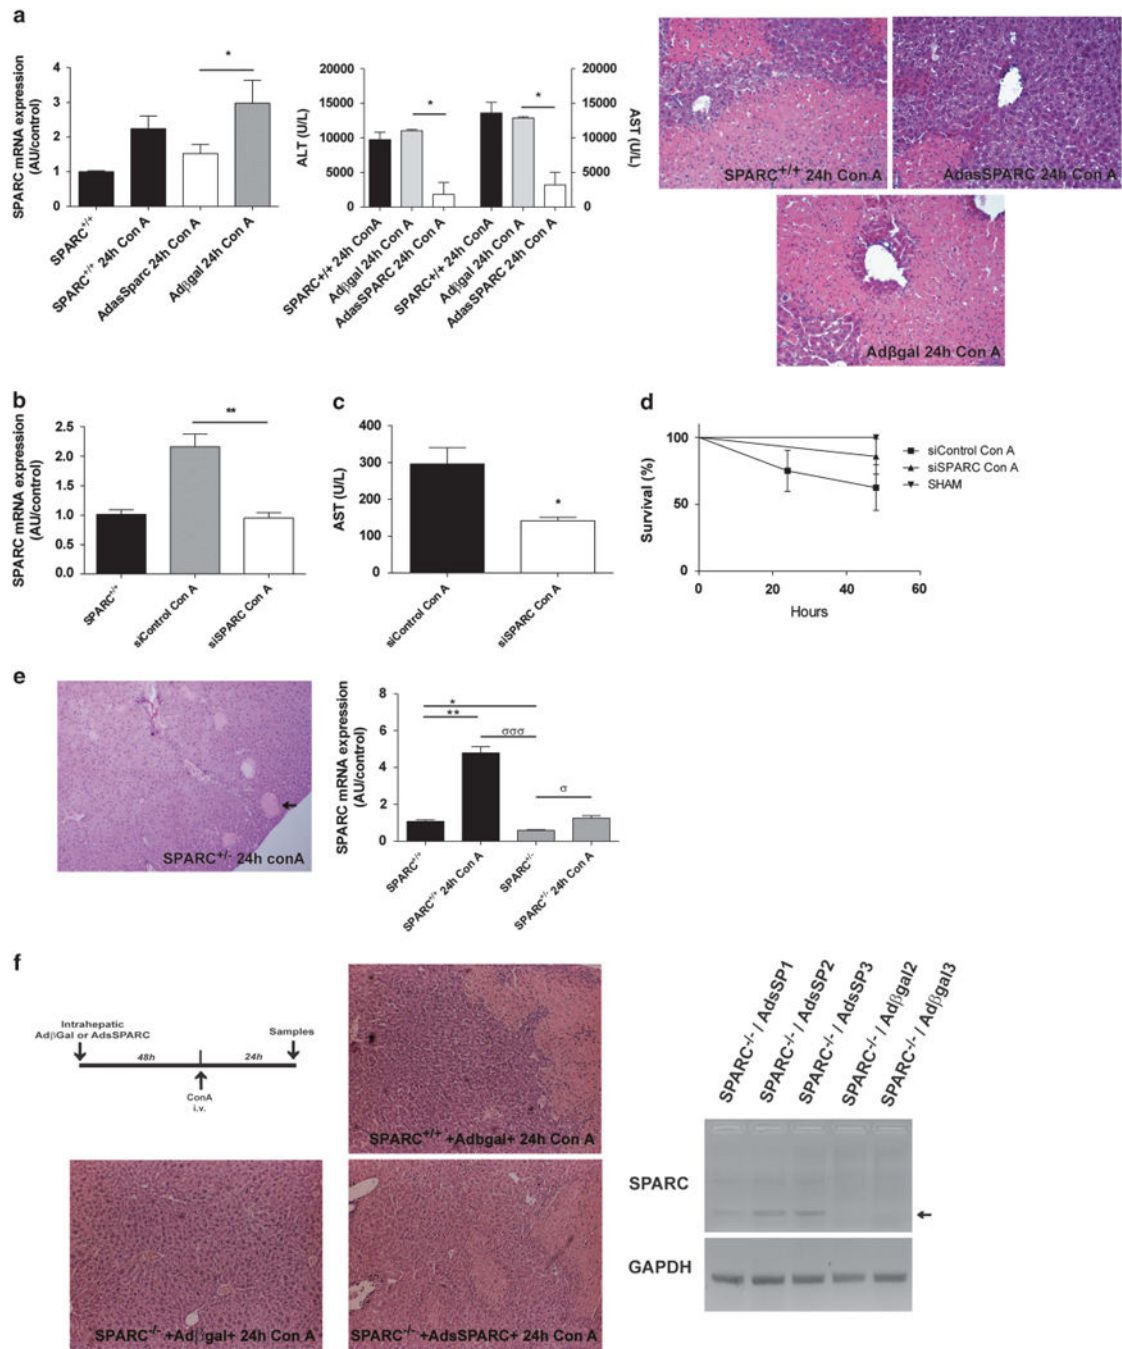 a
SPARC mRNA expression
(AU/control)
4
3
2
1
0
*
SPARC+/+
SPARC+/+ 24h Con A
AdasSparc 24h Con A
Adβgal 24h Con A
ALT (U/L)
20000
15000
10000
5000
0
*
*
20000
15000
10000
5000
0
AST (U/L)
SPARC+/+ 24h ConA
Adβgal 24h Con A
AdasSPARC 24h Con A
SPARC+/+ 24h ConA
Adβgal 24h Con A
AdasSPARC 24h Con A
SPARC+/+ 24h Con A
AdasSPARC 24h Con A
Adβgal 24h Con A
b
SPARC mRNA expression
(AU/control)
2.5
2.0
1.5
1.0
0.5
0.0
**
SPARC+/+
siControl Con A
siSPARC Con A
c
AST (U/L)
400
300
200
100
0
*
siControl Con A
siSPARC Con A
d
Survival (%)
100
50
0
0
20
40
60
Hours
siControl Con A
siSPARC Con A
SHAM
e
SPARC+/- 24h conA
SPARC mRNA expression
(AU/control)
8
6
4
2
0
*
**
σσσ
σ
SPARC+/+
SPARC+/+ 24h Con A
SPARC+/-
SPARC+/- 24h Con A
f
Intrahepatic
AdβGal or AdsSPARC
Samples
48h
24h
ConA
i.v.
SPARC+/+ +Adbgal+ 24h Con A
SPARC-/- +Adβgal+ 24h Con A
SPARC-/- +AdsSPARC+ 24h Con A
SPARC-/- / AdsSP1
SPARC-/- / AdsSP2
SPARC-/- / AdsSP3
SPARC-/- / Adβgal2
SPARC-/- / Adβgal3
SPARC
GAPDH